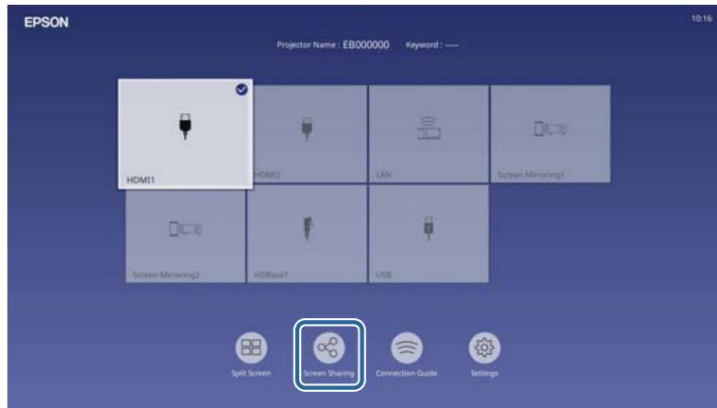 EPSON
10:16
Projector Name : EB000000 Keyword : ----
HDMI1
HDMI2
LAN
Screen Mirroring1
Screen Mirroring2
HDBaseT
USB
Split Screen
Screen Sharing
Connection Guide
Settings